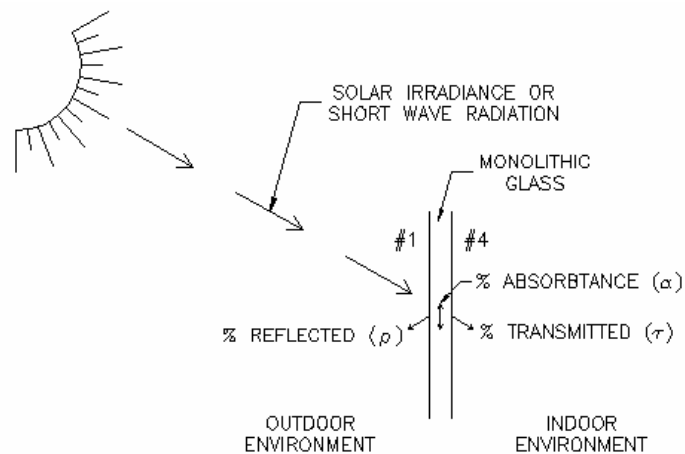 SOLAR IRRADIANCE OR
SHORT WAVE RADIATION
MONOLITHIC
GLASS
#1
#4
% ABSORBTANCE (α)
% REFLECTED (ρ)
% TRANSMITTED (τ)
OUTDOOR
ENVIRONMENT
INDOOR
ENVIRONMENT